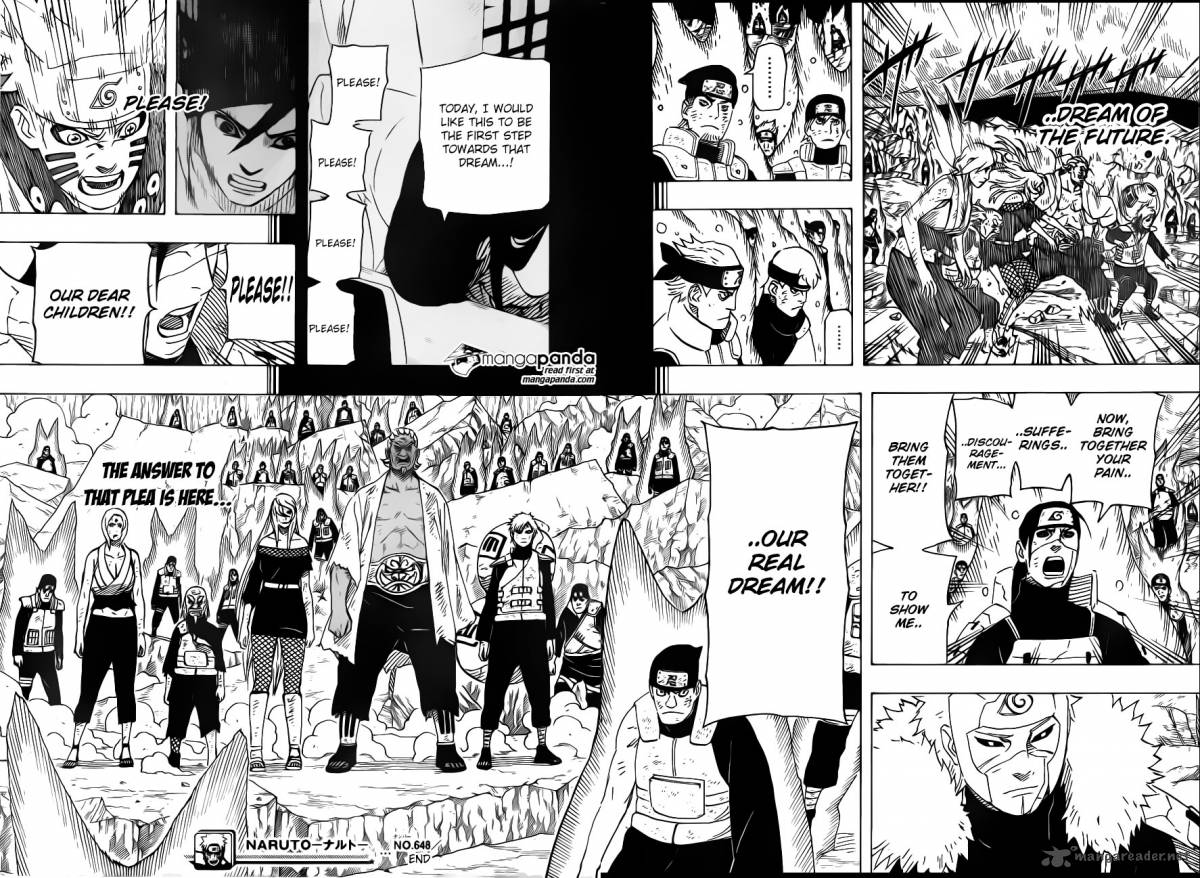 ..DREAM OF
THE FUTURE.
........
........
TODAY, I WOULD
LIKE THIS TO BE
THE FIRST STEP
TOWARDS THAT
DREAM...!
PLEASE!
PLEASE!
PLEASE!
PLEASE!
PLEASE!
PLEASE!!
OUR DEAR
CHILDREN!!
mangapanda
read first at
mangapanda.com
NOW,
BRING
TOGETHER
YOUR
PAIN..
..SUFFE-
RINGS..
..DISCOU-
RAGE-
MENT...
BRING
THEM
TOGET-
HER!!
TO
SHOW
ME..
..OUR
REAL
DREAM!!
THE ANSWER TO
THAT PLEA IS HERE...
NARUTO―ナルト― ... NO.648
END
mangareader.net